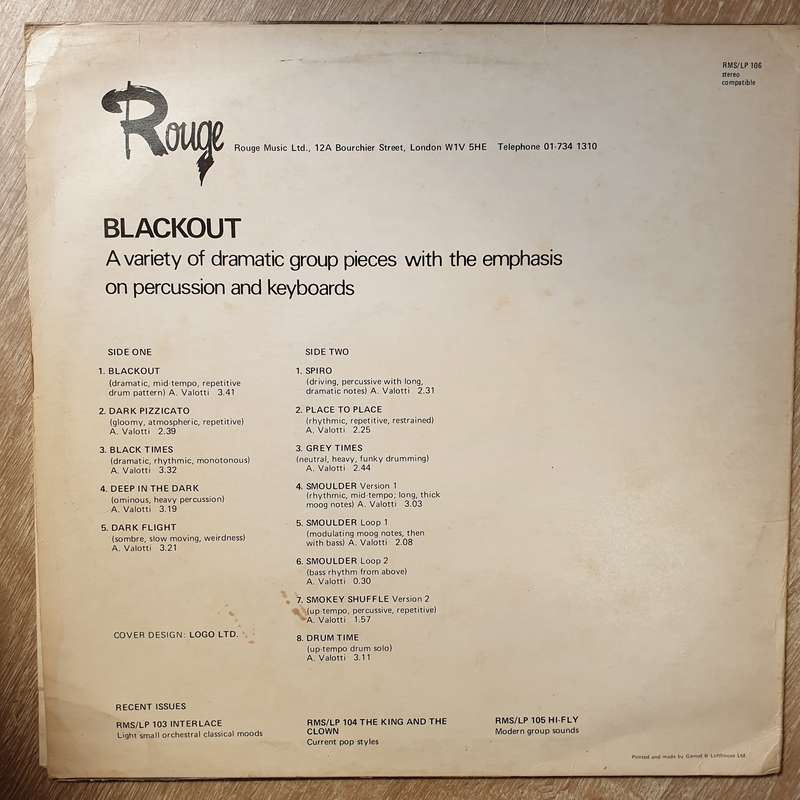 RMS/LP 106
stereo
compatible
Rouge
Rouge Music Ltd., 12A Bourchier Street, London W1V 5HE Telephone 01-734 1310
BLACKOUT
A variety of dramatic group pieces with the emphasis
on percussion and keyboards
SIDE ONE
1. BLACKOUT
(dramatic, mid-tempo, repetitive
drum pattern) A. Valotti 3.41
2. DARK PIZZICATO
(gloomy, atmospheric, repetitive)
A. Valotti 2.39
3. BLACK TIMES
(dramatic, rhythmic, monotonous)
A. Valotti 3.32
4. DEEP IN THE DARK
(ominous, heavy percussion)
A. Valotti 3.19
5. DARK FLIGHT
(sombre, slow moving, weirdness)
A. Valotti 3.21
SIDE TWO
1. SPIRO
(driving, percussive with long,
dramatic notes) A. Valotti 2.31
2. PLACE TO PLACE
(rhythmic, repetitive, restrained)
A. Valotti 2.25
3. GREY TIMES
(neutral, heavy, funky drumming)
A. Valotti 2.44
4. SMOULDER Version 1
(rhythmic, mid-tempo; long, thick
moog notes) A. Valotti 3.03
5. SMOULDER Loop 1
(modulating moog notes, then
with bass) A. Valotti 2.08
6. SMOULDER Loop 2
(bass rhythm from above)
A. Valotti 0.30
7. SMOKEY SHUFFLE Version 2
(up-tempo, percussive, repetitive)
A. Valotti 1.57
8. DRUM TIME
(up-tempo drum solo)
A. Valotti 3.11
COVER DESIGN: LOGO LTD.
RECENT ISSUES
RMS/LP 103 INTERLACE
Light small orchestral classical moods
RMS/LP 104 THE KING AND THE
CLOWN
Current pop styles
RMS/LP 105 HI-FLY
Modern group sounds
Printed and made by Garrod & Lofthouse Ltd.